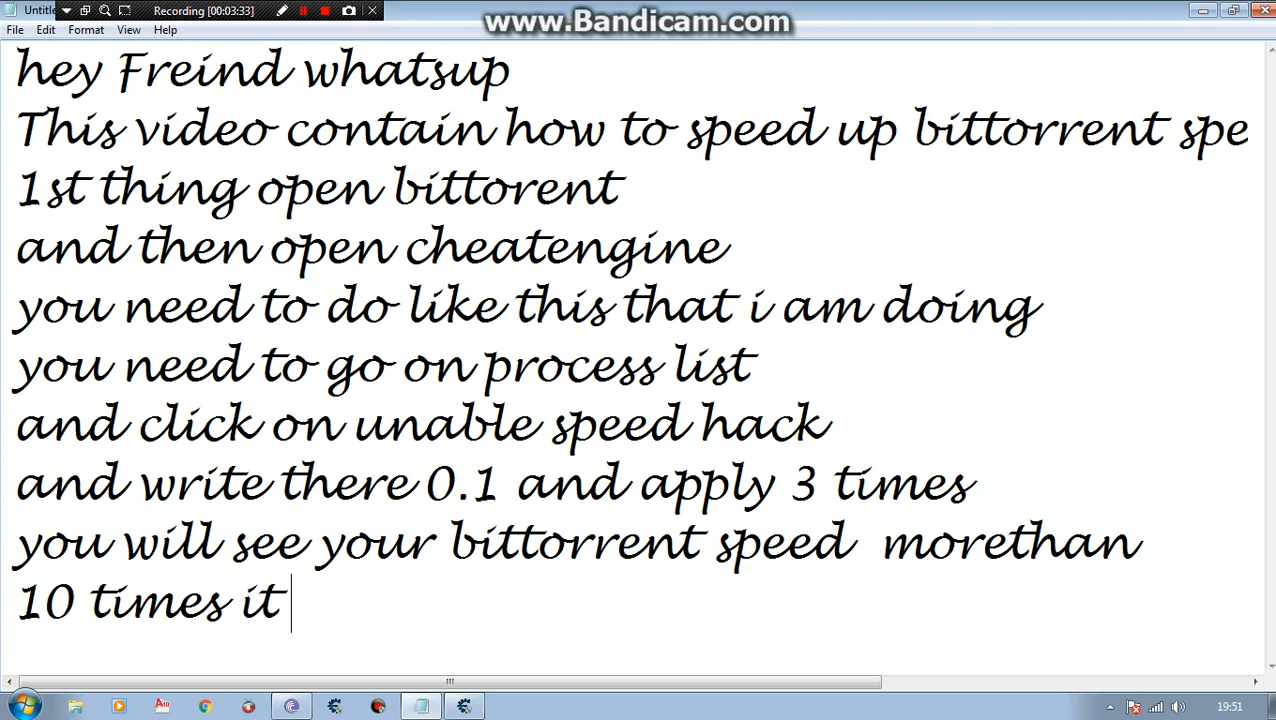 Untitle
Recording [00:03:33]
www.Bandicam.com
File Edit Format View Help
hey Freind whatsup
This video contain how to speed up bittorrent spe
1st thing open bittorent
and then open cheatengine
you need to do like this that i am doing
you need to go on process list
and click on unable speed hack
and write there 0.1 and apply 3 times
you will see your bittorrent speed morethan
10 times it
A10
19:51